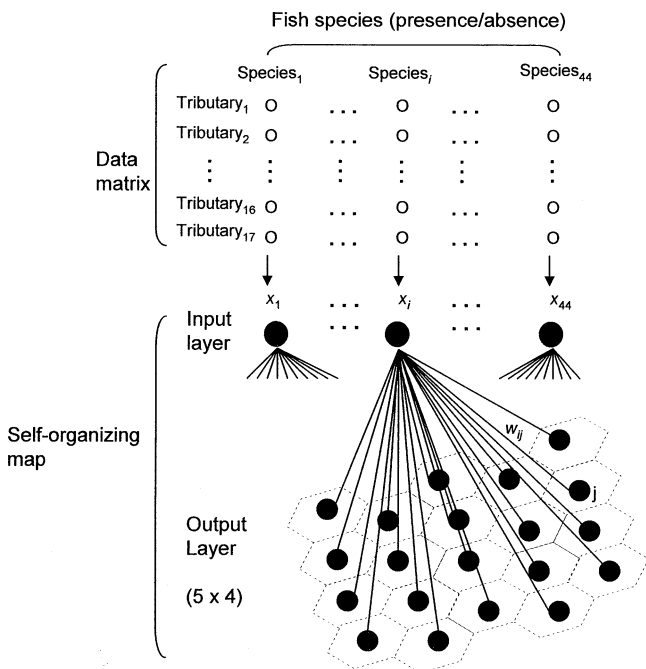 Fish species (presence/absence)
Species1 Speciesi Species44
Tributary1 O ... O ... O
Tributary2 O ... O ... O
Data matrix
Tributary16 O ... O ... O
Tributary17 O ... O ... O
x1 ... xi ... x44
Input layer ... ...
wij
Self-organizing map
j
Output Layer
(5 x 4)